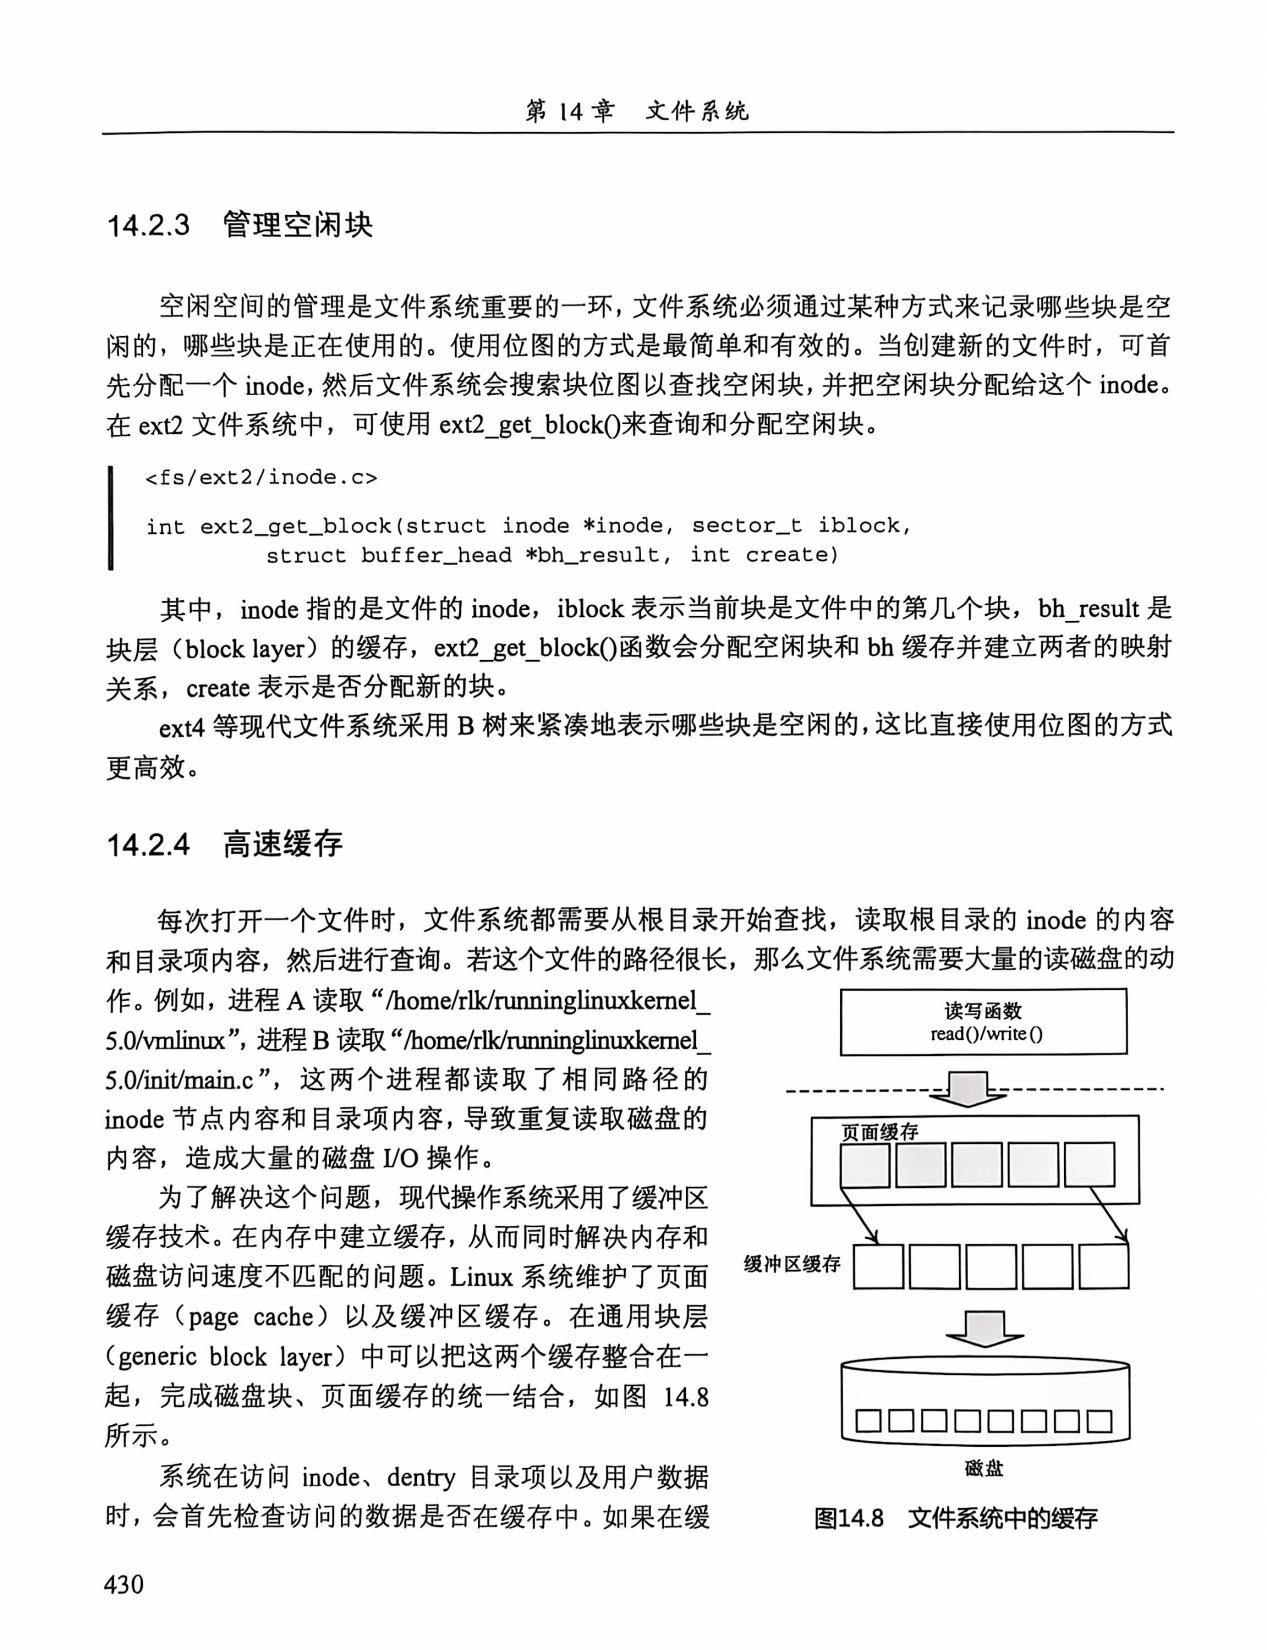 第 14 章 文件系统
14.2.3 管理空闲块
空闲空间的管理是文件系统重要的一环，文件系统必须通过某种方式来记录哪些块是空
闲的，哪些块是正在使用的。使用位图的方式是最简单和有效的。当创建新的文件时，可首
先分配一个 inode，然后文件系统会搜索块位图以查找空闲块，并把空闲块分配给这个 inode。
在 ext2 文件系统中，可使用 ext2_get_block()来查询和分配空闲块。
<fs/ext2/inode.c>
int ext2_get_block(struct inode *inode, sector_t iblock,
struct buffer_head *bh_result, int create)
其中，inode 指的是文件的 inode，iblock 表示当前块是文件中的第几个块，bh_result 是
块层（block layer）的缓存，ext2_get_block()函数会分配空闲块和 bh 缓存并建立两者的映射
关系，create 表示是否分配新的块。
ext4 等现代文件系统采用 B 树来紧凑地表示哪些块是空闲的，这比直接使用位图的方式
更高效。
14.2.4 高速缓存
每次打开一个文件时，文件系统都需要从根目录开始查找，读取根目录的 inode 的内容
和目录项内容，然后进行查询。若这个文件的路径很长，那么文件系统需要大量的读磁盘的动
作。例如，进程 A 读取“/home/rlk/runninglinuxkernel_
5.0/vmlinux”，进程 B 读取“/home/rlk/runninglinuxkernel_
5.0/init/main.c”，这两个进程都读取了相同路径的
inode 节点内容和目录项内容，导致重复读取磁盘的
内容，造成大量的磁盘 I/O 操作。
为了解决这个问题，现代操作系统采用了缓冲区
缓存技术。在内存中建立缓存，从而同时解决内存和
磁盘访问速度不匹配的问题。Linux 系统维护了页面
缓存（page cache）以及缓冲区缓存。在通用块层
（generic block layer）中可以把这两个缓存整合在一
起，完成磁盘块、页面缓存的统一结合，如图 14.8
所示。
系统在访问 inode、dentry 目录项以及用户数据
时，会首先检查访问的数据是否在缓存中。如果在缓
读写函数
read()/write()
页面缓存
缓冲区缓存
磁盘
图14.8 文件系统中的缓存
430